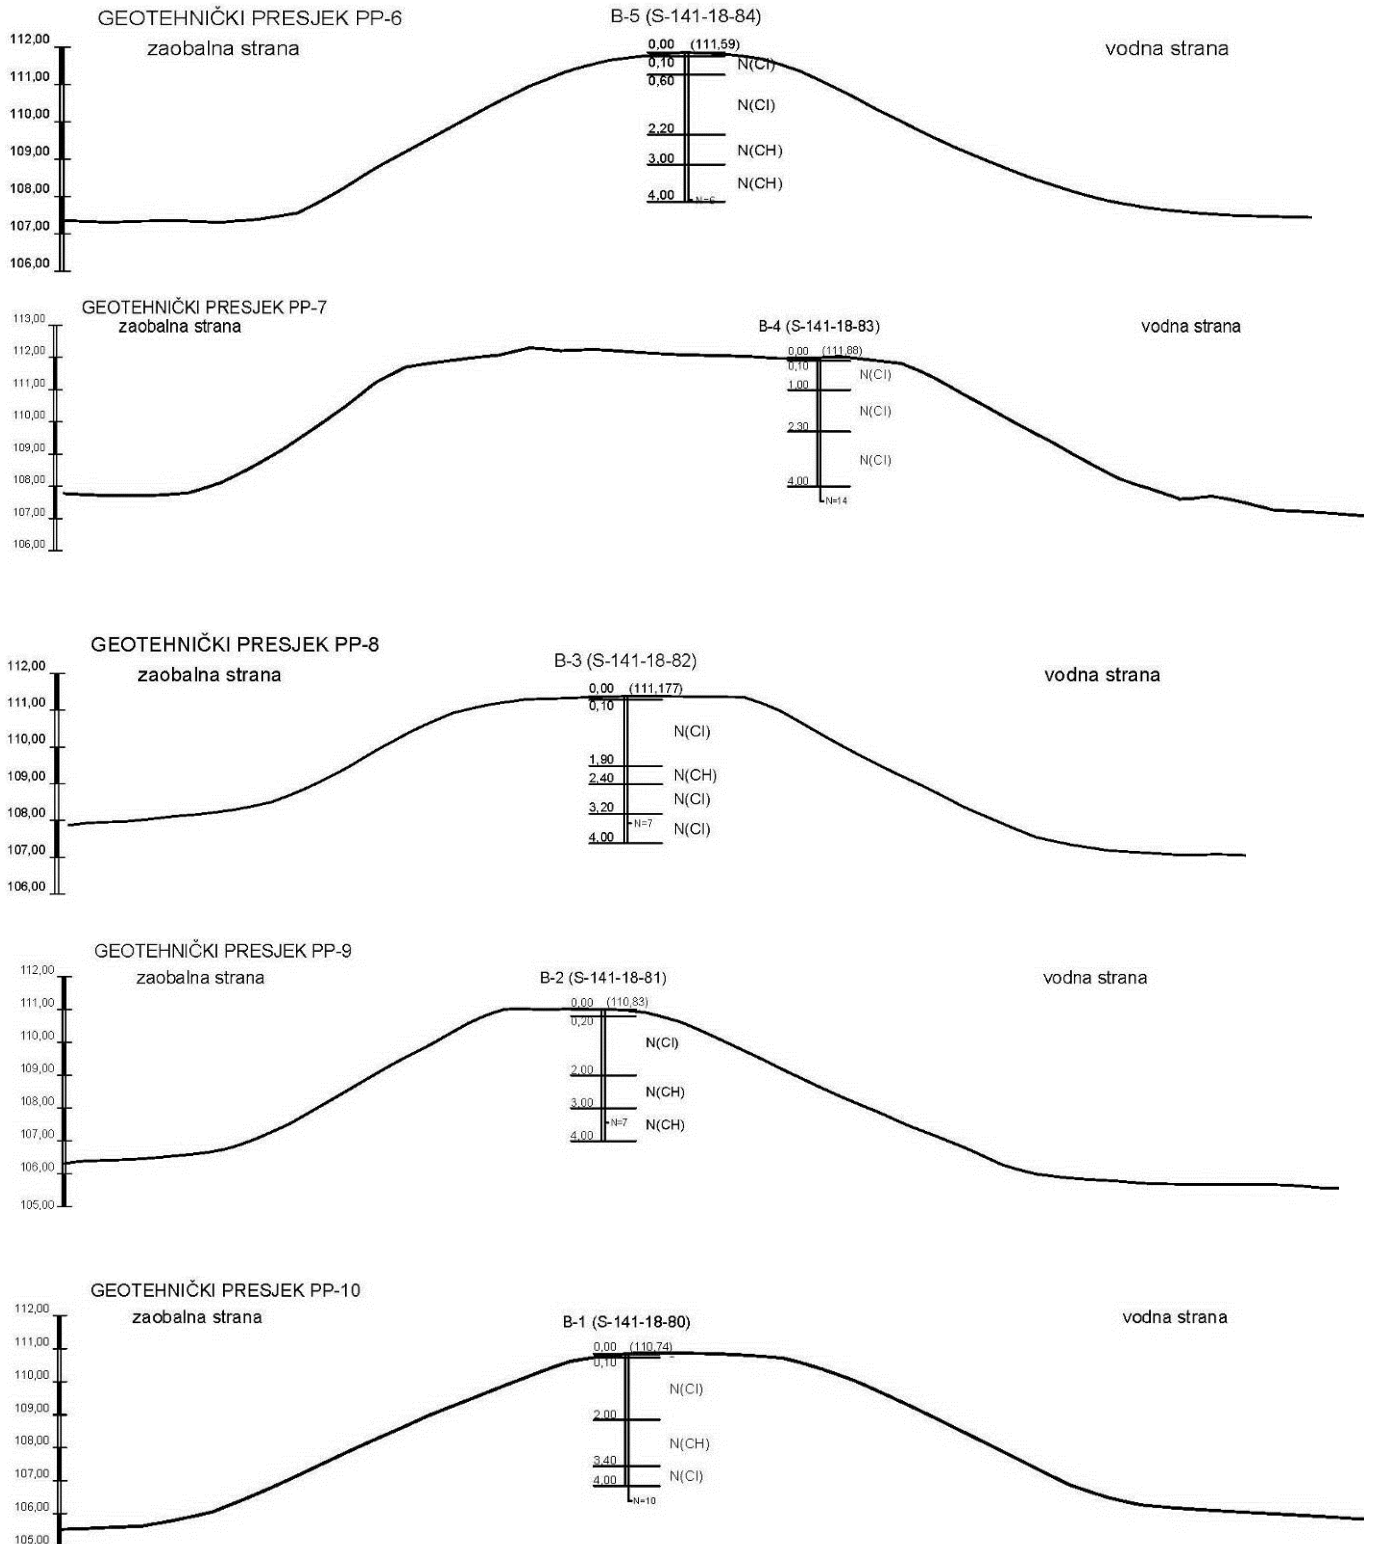 GEOTEHNIČKI PRESJEK PP-6
B-5 (S-141-18-84)
zaobalna strana
vodna strana
112,00
111,00
110,00
109,00
108,00
107,00
106,00
0,00 (111,59)
0,10 N(CI)
0,60
N(CI)
2,20
N(CH)
3,00
N(CH)
4,00 N=6
GEOTEHNIČKI PRESJEK PP-7
zaobalna strana
B-4 (S-141-18-83)
vodna strana
113,00
112,00
111,00
110,00
109,00
108,00
107,00
106,00
0,00 (111,88)
0,10 N(CI)
1,00
N(CI)
2,30
N(CI)
4,00
N=14
GEOTEHNIČKI PRESJEK PP-8
B-3 (S-141-18-82)
zaobalna strana
vodna strana
112,00
111,00
110,00
109,00
108,00
107,00
106,00
0,00 (111,177)
0,10
N(CI)
1,90
N(CH)
2,40
N(CI)
3,20
N=7
N(CI)
4,00
GEOTEHNIČKI PRESJEK PP-9
zaobalna strana
B-2 (S-141-18-81)
vodna strana
112,00
111,00
110,00
109,00
108,00
107,00
106,00
105,00
0,00 (110,83)
0,20
N(CI)
2,00
N(CH)
3,00
N=7 N(CH)
4,00
GEOTEHNIČKI PRESJEK PP-10
zaobalna strana
B-1 (S-141-18-80)
vodna strana
112,00
111,00
110,00
109,00
108,00
107,00
106,00
105,00
0,00 (110,74)
0,10
N(CI)
2,00
N(CH)
3,40
N(CI)
4,00
N=10